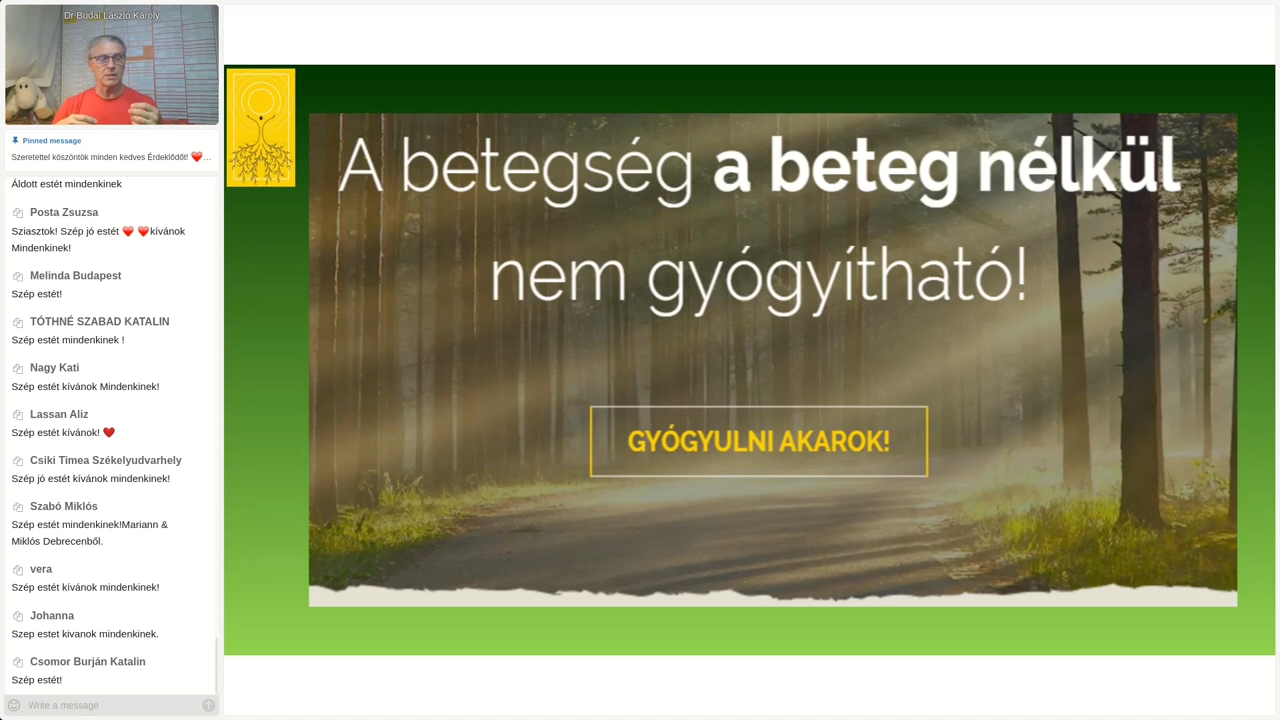 Dr Budai László Károly
Pinned message
Szeretettel köszöntök minden kedves Érdeklődőt! ❤️...
Áldott estét mindenkinek
Posta Zsuzsa
Sziasztok! Szép jó estét ❤️ ❤️kívánok
Mindenkinek!
Melinda Budapest
Szép estét!
TÓTHNÉ SZABAD KATALIN
Szép estét mindenkinek !
Nagy Kati
Szép estét kívánok Mindenkinek!
Lassan Aliz
Szép estét kívánok! ❤️
Csiki Timea Székelyudvarhely
Szép jó estét kívánok mindenkinek!
Szabó Miklós
Szép estét mindenkinek!Mariann &
Miklós Debrecenből.
vera
Szép estét kívánok mindenkinek!
Johanna
Szep estet kivanok mindenkinek.
Csomor Burján Katalin
Szép estét!
Write a message
A betegség a beteg nélkül
nem gyógyítható!
GYÓGYULNI AKAROK!